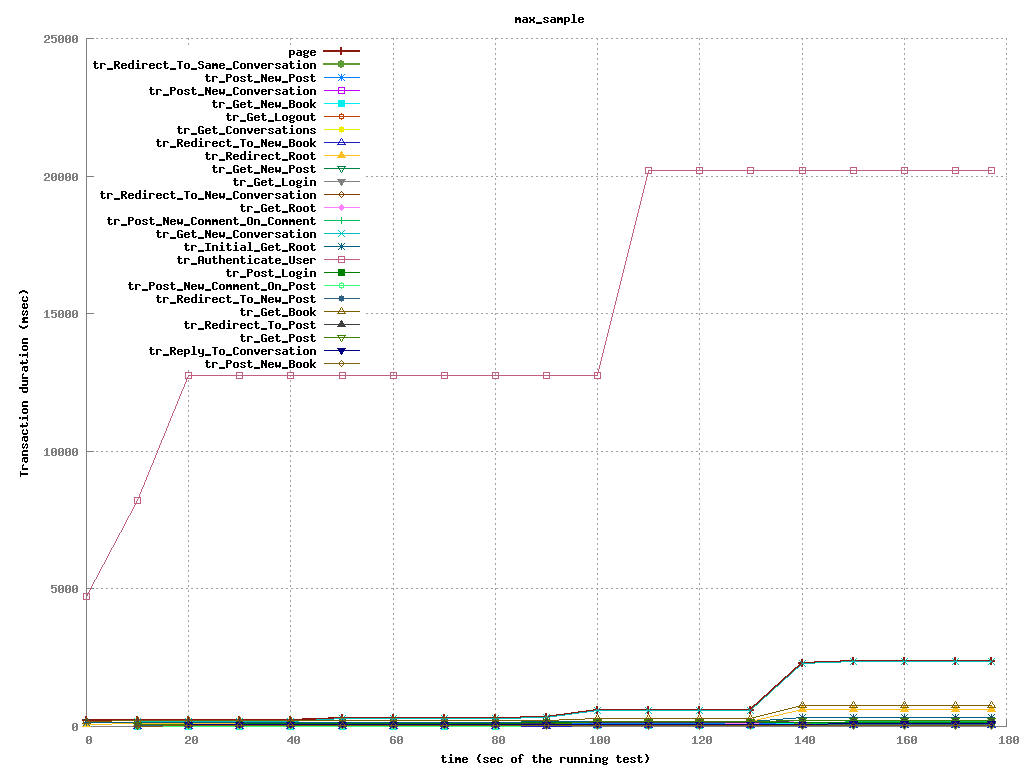 max_sample
25000
20000
15000
10000
5000
0
Transaction duration (msec)
page
tr_Redirect_To_Same_Conversation
tr_Post_New_Post
tr_Post_New_Conversation
tr_Get_New_Book
tr_Get_Logout
tr_Get_Conversations
tr_Redirect_To_New_Book
tr_Redirect_Root
tr_Get_New_Post
tr_Get_Login
tr_Redirect_To_New_Conversation
tr_Get_Root
tr_Post_New_Comment_On_Comment
tr_Get_New_Conversation
tr_Initial_Get_Root
tr_Authenticate_User
tr_Post_Login
tr_Post_New_Comment_On_Post
tr_Redirect_To_New_Post
tr_Get_Book
tr_Redirect_To_Post
tr_Get_Post
tr_Reply_To_Conversation
tr_Post_New_Book
0 20 40 60 80 100 120 140 160 180
time (sec of the running test)